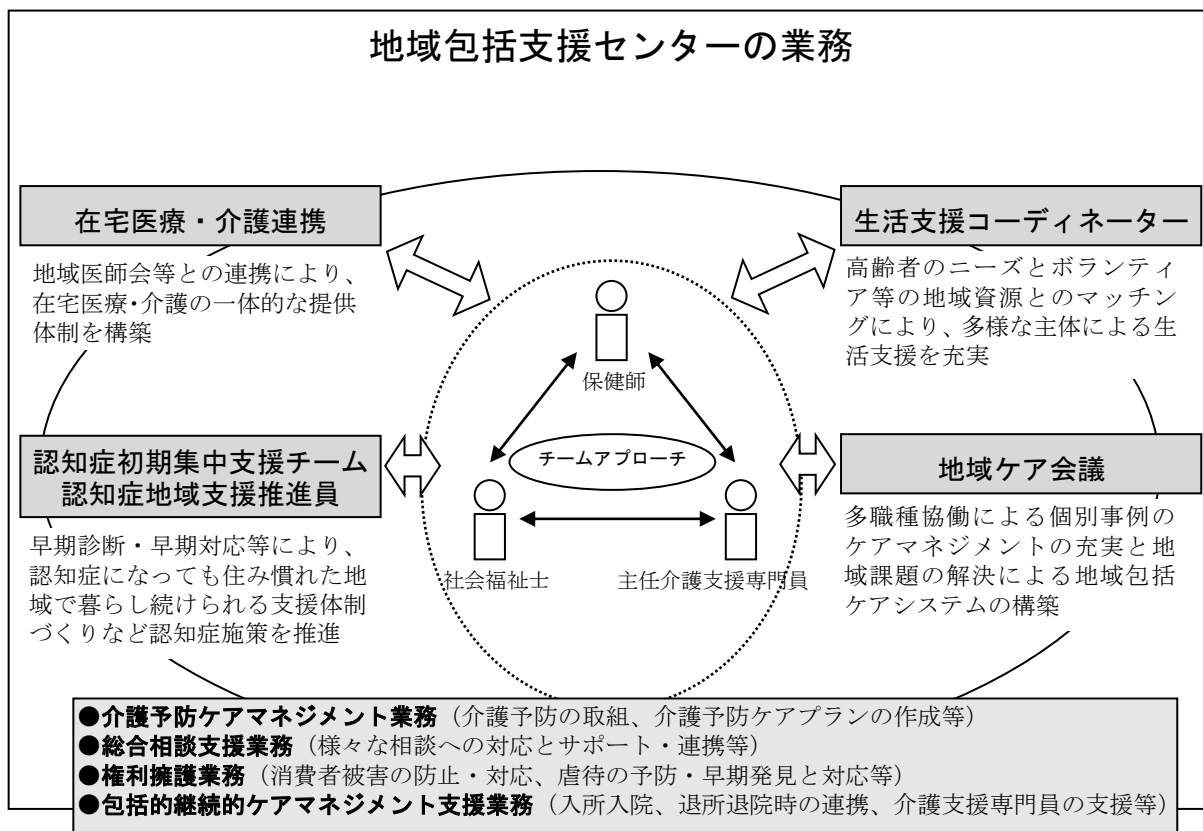 地域包括支援センターの業務
在宅医療・介護連携
地域医師会等との連携により、
在宅医療・介護の一体的な提供
体制を構築
生活支援コーディネーター
高齢者のニーズとボランティ
ア等の地域資源とのマッチン
グにより、多様な主体による生
活支援を充実
保健師
チームアプローチ
社会福祉士
主任介護支援専門員
認知症初期集中支援チーム
認知症地域支援推進員
早期診断・早期対応等により、
認知症になっても住み慣れた地
域で暮らし続けられる支援体制
づくりなど認知症施策を推進
地域ケア会議
多職種協働による個別事例の
ケアマネジメントの充実と地
域課題の解決による地域包括
ケアシステムの構築
●介護予防ケアマネジメント業務（介護予防の取組、介護予防ケアプランの作成等）
●総合相談支援業務（様々な相談への対応とサポート・連携等）
●権利擁護業務（消費者被害の防止・対応、虐待の予防・早期発見と対応等）
●包括的継続的ケアマネジメント支援業務（入所入院、退所退院時の連携、介護支援専門員の支援等）